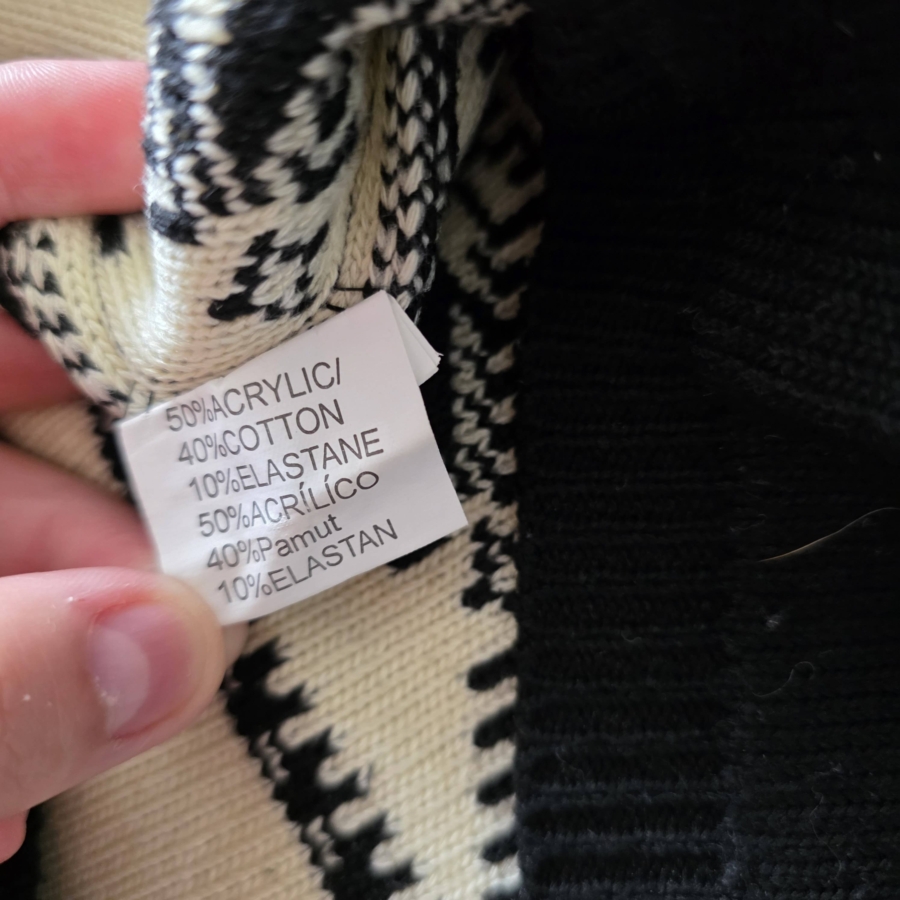 50%ACRYLIC/
40%COTTON
10%ELASTANE
50%ACRÍLÍCO
40%Pamut
10%ELASTAN